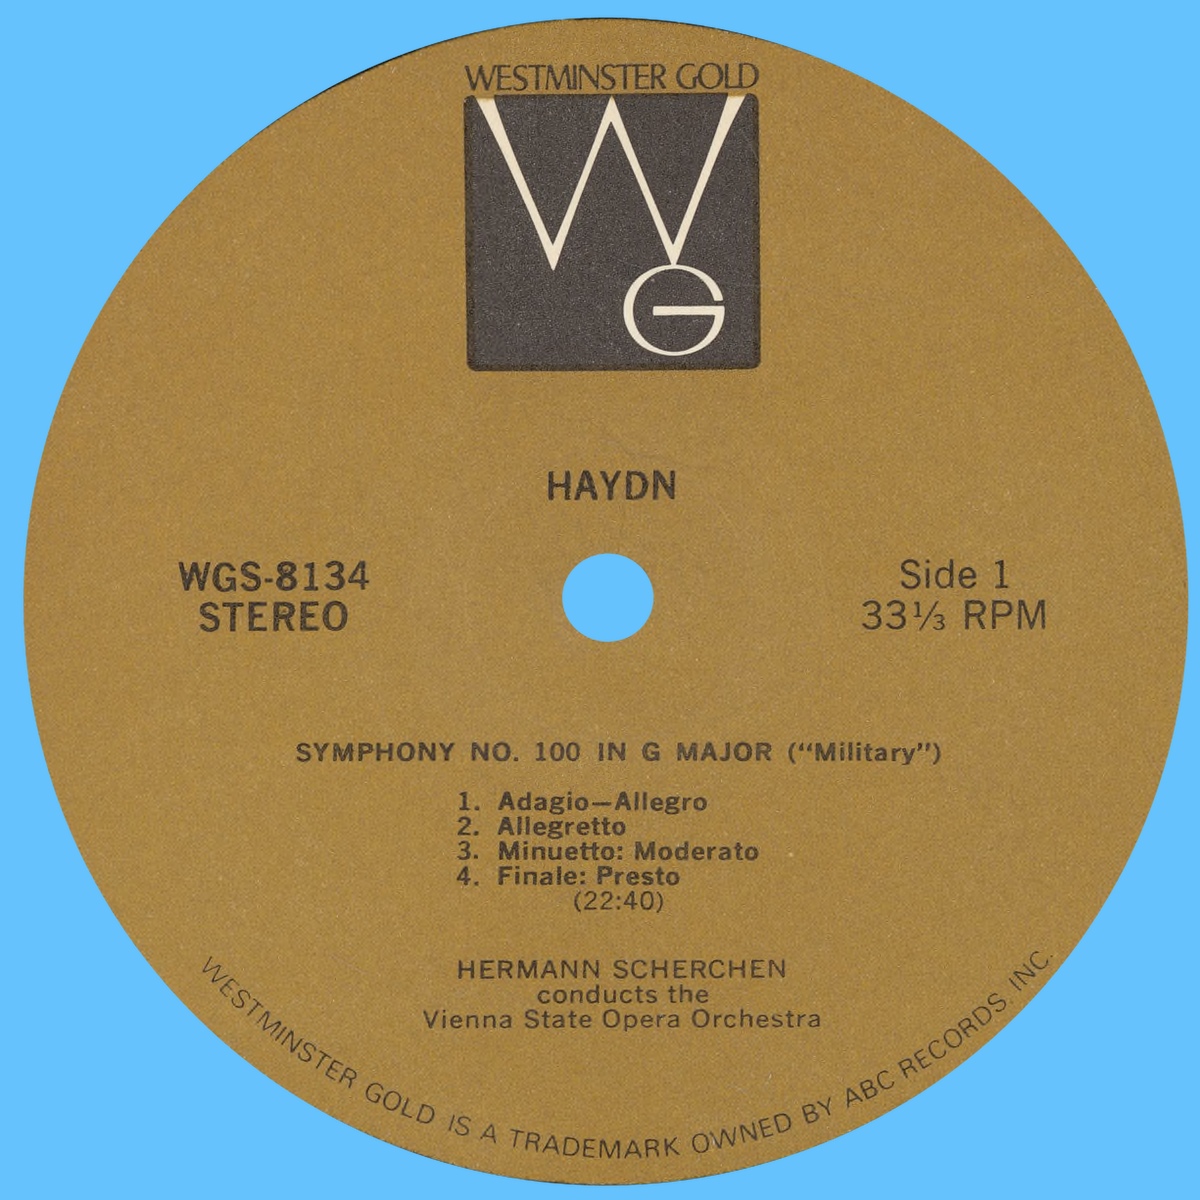 WESTMINSTER GOLD
WG
HAYDN
WGS-8134
STEREO
Side 1
33⅓ RPM
SYMPHONY NO. 100 IN G MAJOR (“Military”)
1. Adagio—Allegro
2. Allegretto
3. Minuetto: Moderato
4. Finale: Presto
(22:40)
HERMANN SCHERCHEN
conducts the
Vienna State Opera Orchestra
WESTMINSTER GOLD IS A TRADEMARK OWNED BY ABC RECORDS, INC.